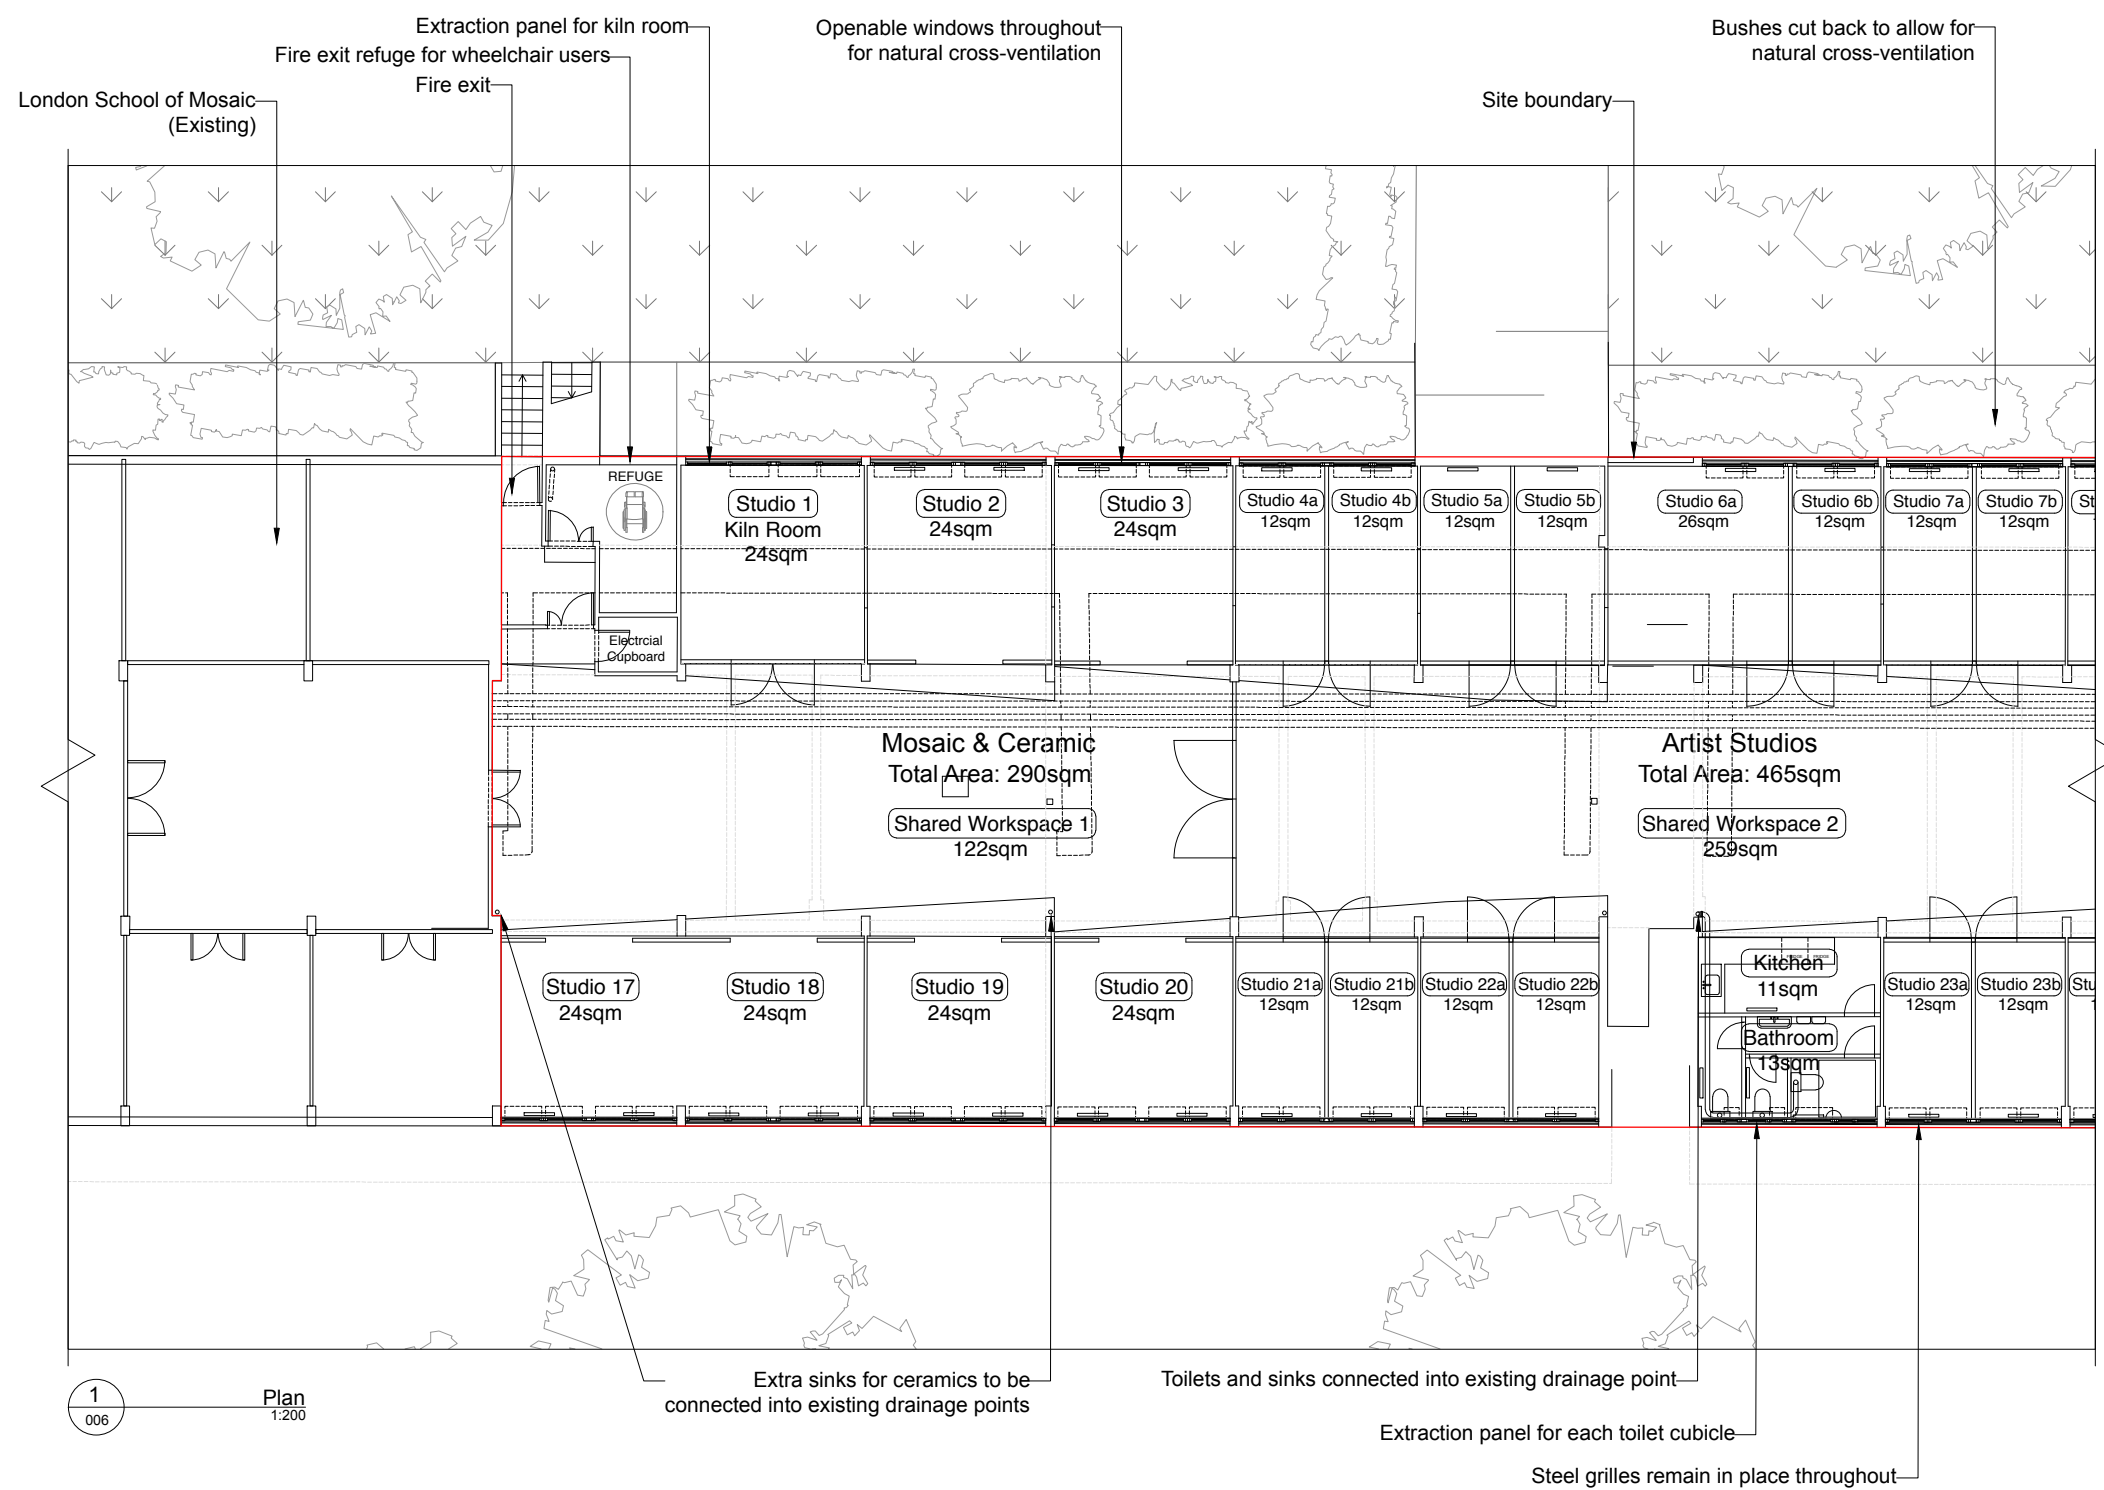 Extraction panel for kiln room
Openable windows throughout
for natural cross-ventilation
Bushes cut back to allow for
natural cross-ventilation
Fire exit refuge for wheelchair users
Fire exit
London School of Mosaic
(Existing)
Site boundary
REFUGE
Studio 1
Kiln Room
24sqm
Studio 2
24sqm
Studio 3
24sqm
Studio 4a
12sqm
Studio 4b
12sqm
Studio 5a
12sqm
Studio 5b
12sqm
Studio 6a
26sqm
Studio 6b
12sqm
Studio 7a
12sqm
Studio 7b
12sqm
St
Electrcial
Cupboard
Mosaic & Ceramic
Total Area: 290sqm
Shared Workspace 1
122sqm
Artist Studios
Total Area: 465sqm
Shared Workspace 2
259sqm
Studio 17
24sqm
Studio 18
24sqm
Studio 19
24sqm
Studio 20
24sqm
Studio 21a
12sqm
Studio 21b
12sqm
Studio 22a
12sqm
Studio 22b
12sqm
Kitchen
11sqm
Bathroom
13sqm
Studio 23a
12sqm
Studio 23b
12sqm
Stu
Extra sinks for ceramics to be
connected into existing drainage points
Toilets and sinks connected into existing drainage point
Extraction panel for each toilet cubicle
Steel grilles remain in place throughout
1
006
Plan
1:200